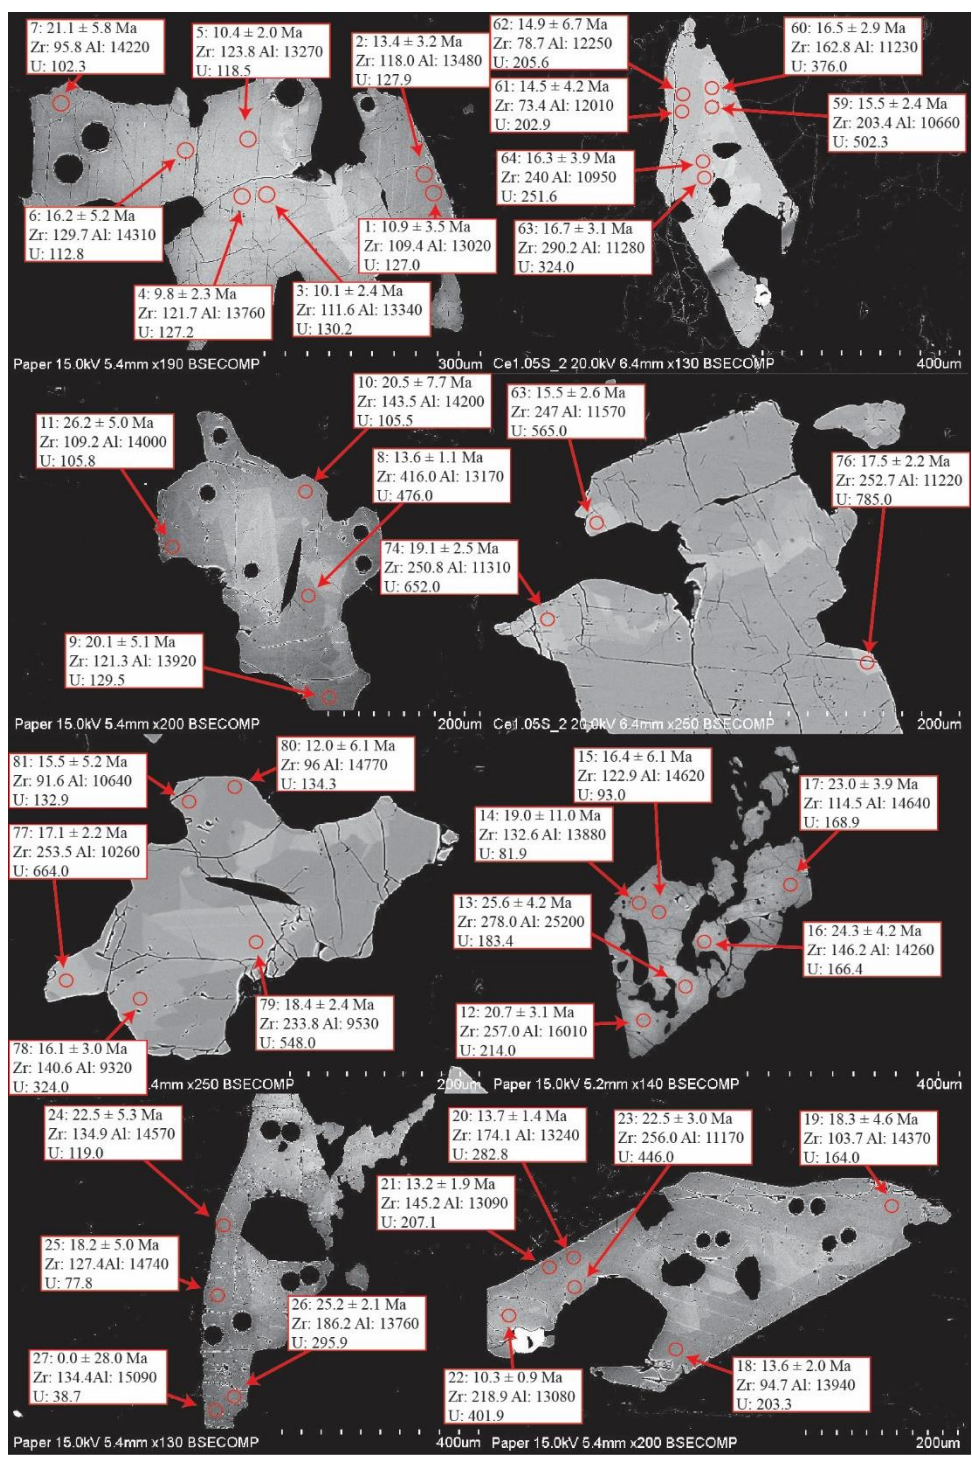 7: 21.1 ± 5.8 Ma
Zr: 95.8 Al: 14220
U: 102.3
5: 10.4 ± 2.0 Ma
Zr: 123.8 Al: 13270
U: 118.5
2: 13.4 ± 3.2 Ma
Zr: 118.0 Al: 13480
U: 127.9
6: 16.2 ± 5.2 Ma
Zr: 129.7 Al: 14310
U: 112.8
1: 10.9 ± 3.5 Ma
Zr: 109.4 Al: 13020
U: 127.0
4: 9.8 ± 2.3 Ma
Zr: 121.7 Al: 13760
U: 127.2
3: 10.1 ± 2.4 Ma
Zr: 111.6 Al: 13340
U: 130.2
Paper 15.0kV 5.4mm x190 BSECOMP 300um
62: 14.9 ± 6.7 Ma
Zr: 78.7 Al: 12250
U: 205.6
60: 16.5 ± 2.9 Ma
Zr: 162.8 Al: 11230
U: 376.0
61: 14.5 ± 4.2 Ma
Zr: 73.4 Al: 12010
U: 202.9
59: 15.5 ± 2.4 Ma
Zr: 203.4 Al: 10660
U: 502.3
64: 16.3 ± 3.9 Ma
Zr: 240 Al: 10950
U: 251.6
63: 16.7 ± 3.1 Ma
Zr: 290.2 Al: 11280
U: 324.0
Ce1.05S_2 20.0kV 6.4mm x130 BSECOMP 400um
10: 20.5 ± 7.7 Ma
Zr: 143.5 Al: 14200
U: 105.5
11: 26.2 ± 5.0 Ma
Zr: 109.2 Al: 14000
U: 105.8
8: 13.6 ± 1.1 Ma
Zr: 416.0 Al: 13170
U: 476.0
9: 20.1 ± 5.1 Ma
Zr: 121.3 Al: 13920
U: 129.5
Paper 15.0kV 5.4mm x200 BSECOMP 200um
63: 15.5 ± 2.6 Ma
Zr: 247 Al: 11570
U: 565.0
76: 17.5 ± 2.2 Ma
Zr: 252.7 Al: 11220
U: 785.0
74: 19.1 ± 2.5 Ma
Zr: 250.8 Al: 11310
U: 652.0
Ce1.05S_2 20.0kV 6.4mm x250 BSECOMP 200um
80: 12.0 ± 6.1 Ma
Zr: 96 Al: 14770
U: 134.3
81: 15.5 ± 5.2 Ma
Zr: 91.6 Al: 10640
U: 132.9
77: 17.1 ± 2.2 Ma
Zr: 253.5 Al: 10260
U: 664.0
79: 18.4 ± 2.4 Ma
Zr: 233.8 Al: 9530
U: 548.0
78: 16.1 ± 3.0 Ma
Zr: 140.6 Al: 9320
U: 324.0
.4mm x250 BSECOMP 200um
15: 16.4 ± 6.1 Ma
Zr: 122.9 Al: 14620
U: 93.0
17: 23.0 ± 3.9 Ma
Zr: 114.5 Al: 14640
U: 168.9
14: 19.0 ± 11.0 Ma
Zr: 132.6 Al: 13880
U: 81.9
13: 25.6 ± 4.2 Ma
Zr: 278.0 Al: 25200
U: 183.4
16: 24.3 ± 4.2 Ma
Zr: 146.2 Al: 14260
U: 166.4
12: 20.7 ± 3.1 Ma
Zr: 257.0 Al: 16010
U: 214.0
Paper 15.0kV 5.2mm x140 BSECOMP 400um
24: 22.5 ± 5.3 Ma
Zr: 134.9 Al: 14570
U: 119.0
25: 18.2 ± 5.0 Ma
Zr: 127.4Al: 14740
U: 77.8
26: 25.2 ± 2.1 Ma
Zr: 186.2 Al: 13760
U: 295.9
27: 0.0 ± 28.0 Ma
Zr: 134.4Al: 15090
U: 38.7
Paper 15.0kV 5.4mm x130 BSECOMP 400um
20: 13.7 ± 1.4 Ma
Zr: 174.1 Al: 13240
U: 282.8
23: 22.5 ± 3.0 Ma
Zr: 256.0 Al: 11170
U: 446.0
19: 18.3 ± 4.6 Ma
Zr: 103.7 Al: 14370
U: 164.0
21: 13.2 ± 1.9 Ma
Zr: 145.2 Al: 13090
U: 207.1
22: 10.3 ± 0.9 Ma
Zr: 218.9 Al: 13080
U: 401.9
18: 13.6 ± 2.0 Ma
Zr: 94.7 Al: 13940
U: 203.3
Paper 15.0kV 5.4mm x200 BSECOMP 200um